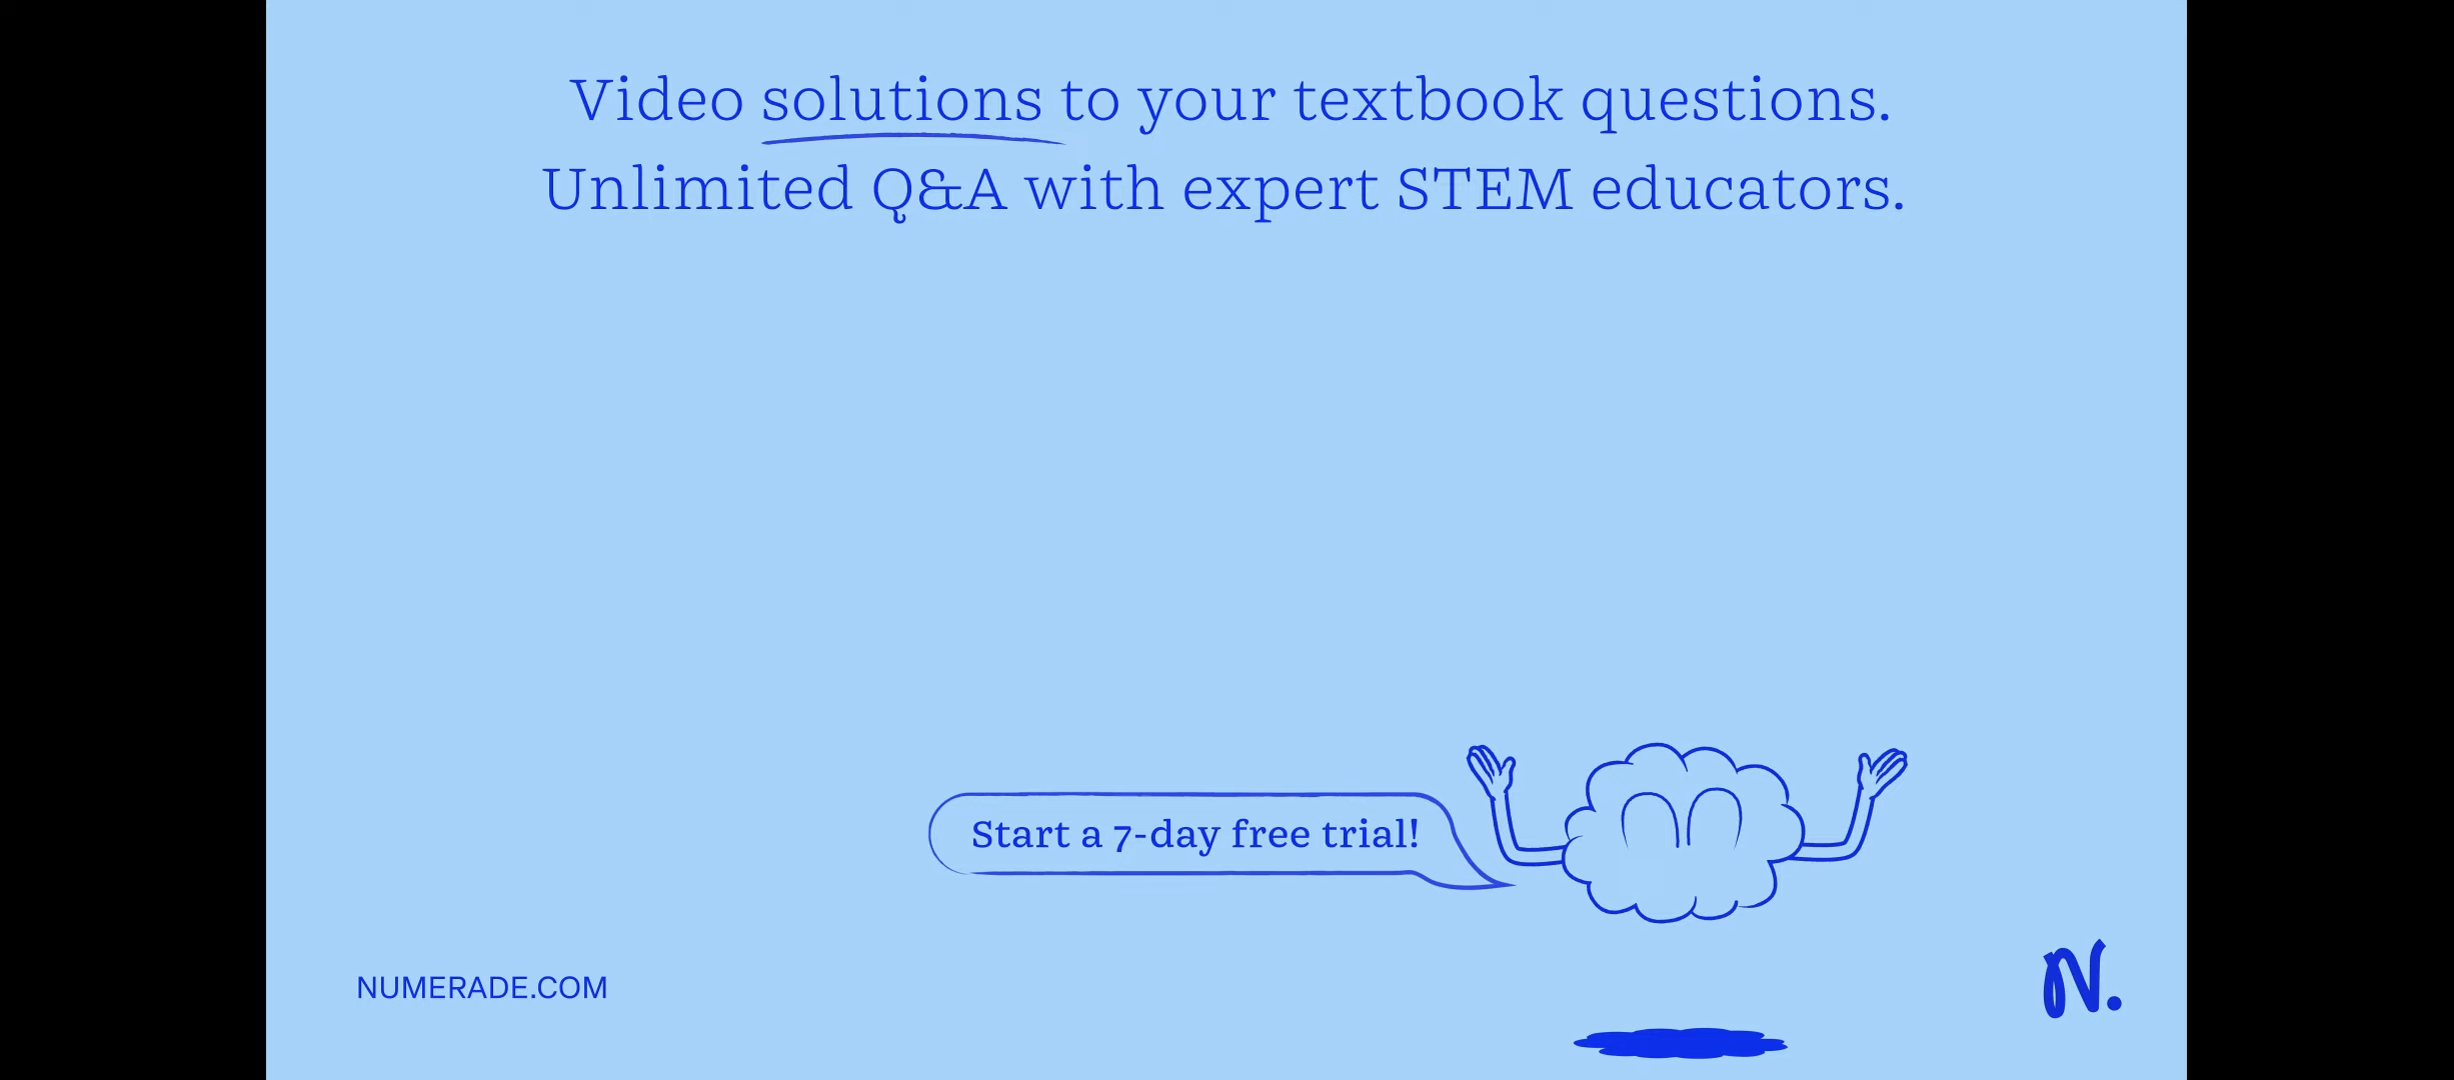 Video solutions to your textbook questions.
Unlimited Q&A with expert STEM educators.
Start a 7-day free trial!
NUMERADE.COM
N.